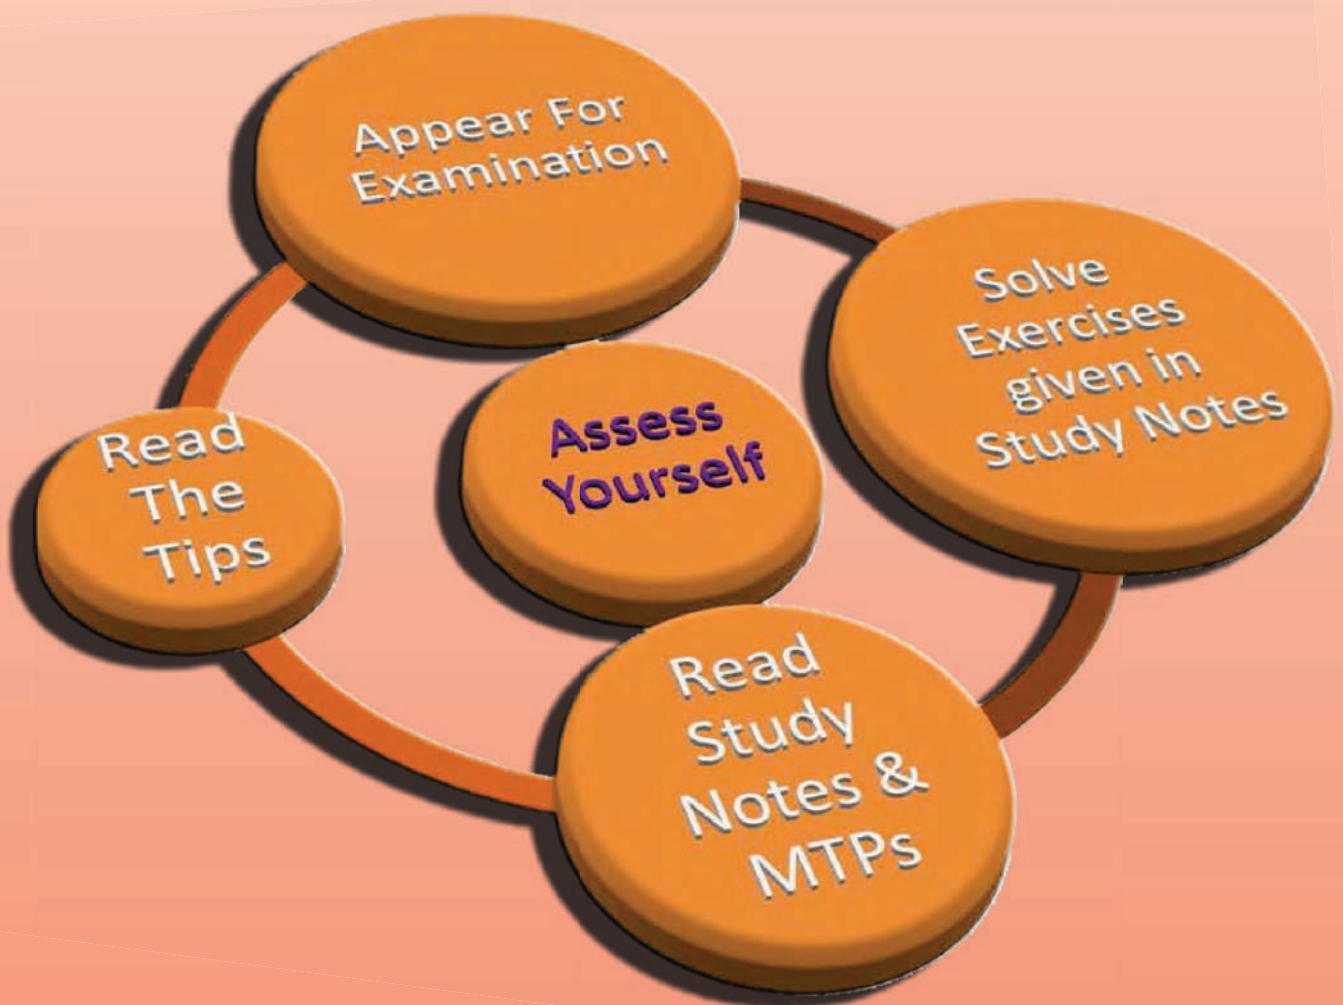 Appear For
Examination
Solve
Exercises
given in
Study Notes
Assess
Yourself
Read
The
Tips
Read
Study
Notes &
MTPs